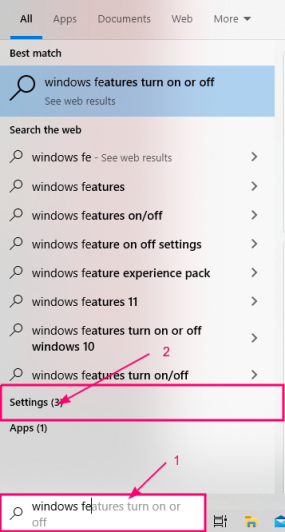 All Apps Documents Web More
Best match
windows features turn on or off
See web results
Search the web
windows fe - See web results
windows features
windows features on/off
windows feature on off settings
windows feature experience pack
windows features 11
windows features turn on or off
windows 10
windows features turn on/off
2
Settings (3)
Apps (1)
1
windows features turn on or
off